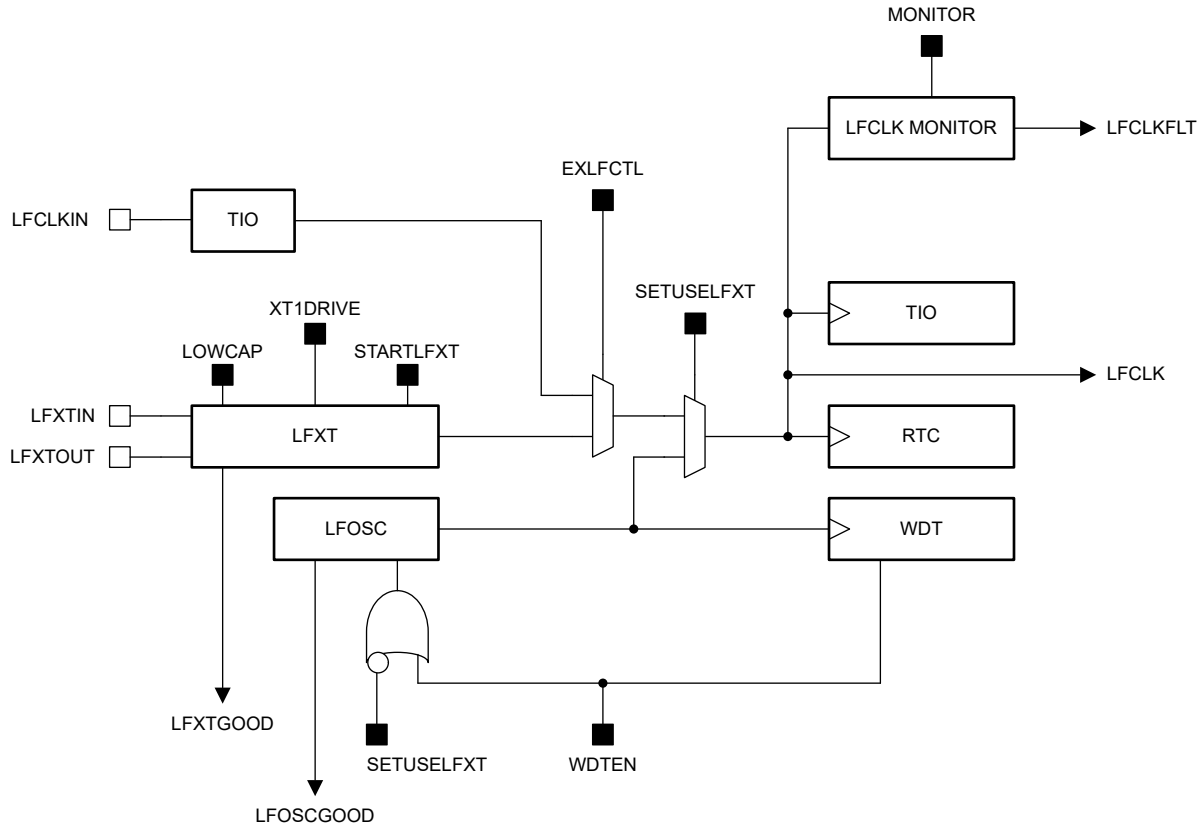 MONITOR
LFCLK MONITOR
LFCLKFLT
EXLFCTL
LFCLKIN
TIO
SETUSELFXT
XT1DRIVE
TIO
LOWCAP
STARTLFXT
LFCLK
LFXTIN
LFXT
RTC
LFXTOUT
LFOSC
WDT
LFXTGOOD
SETUSELFXT
WDTEN
LFOSCGOOD